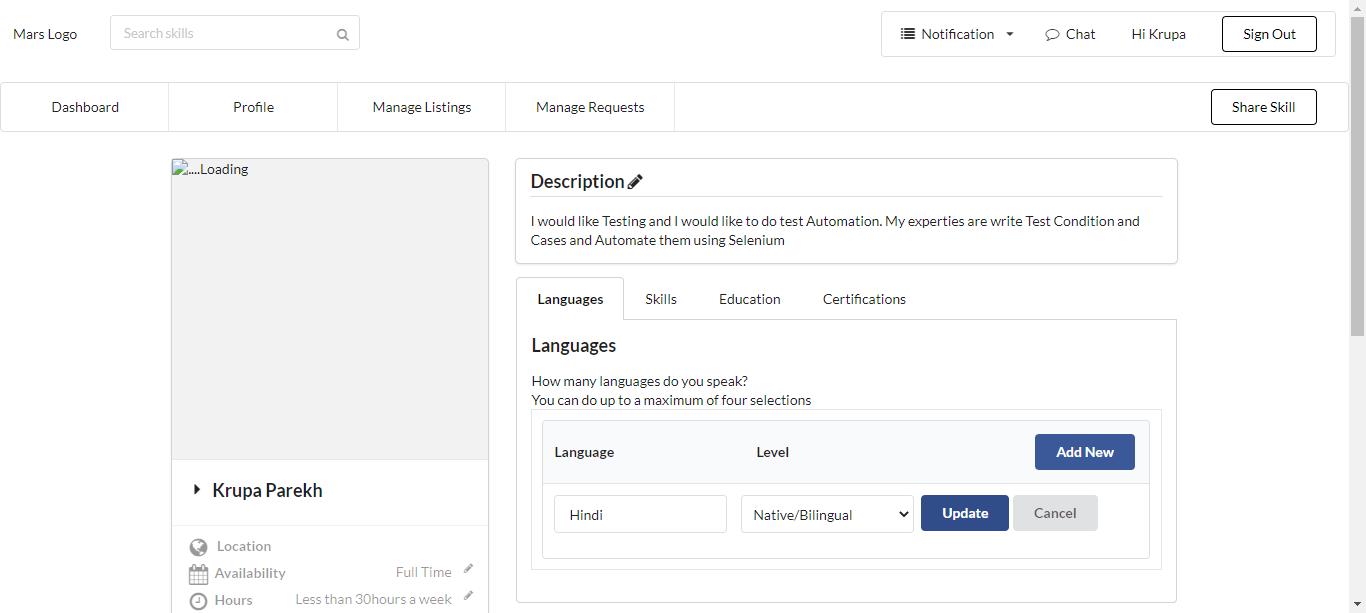 Mars Logo
Search skills
Notification
Chat
Hi Krupa
Sign Out
Dashboard
Profile
Manage Listings
Manage Requests
Share Skill
....Loading
Krupa Parekh
Location
Availability
Full Time
Hours
Less than 30hours a week
Description
I would like Testing and I would like to do test Automation. My experties are write Test Condition and
Cases and Automate them using Selenium
Languages
Skills
Education
Certifications
Languages
How many languages do you speak?
You can do up to a maximum of four selections
Language
Level
Add New
Hindi
Native/Bilingual
Update
Cancel